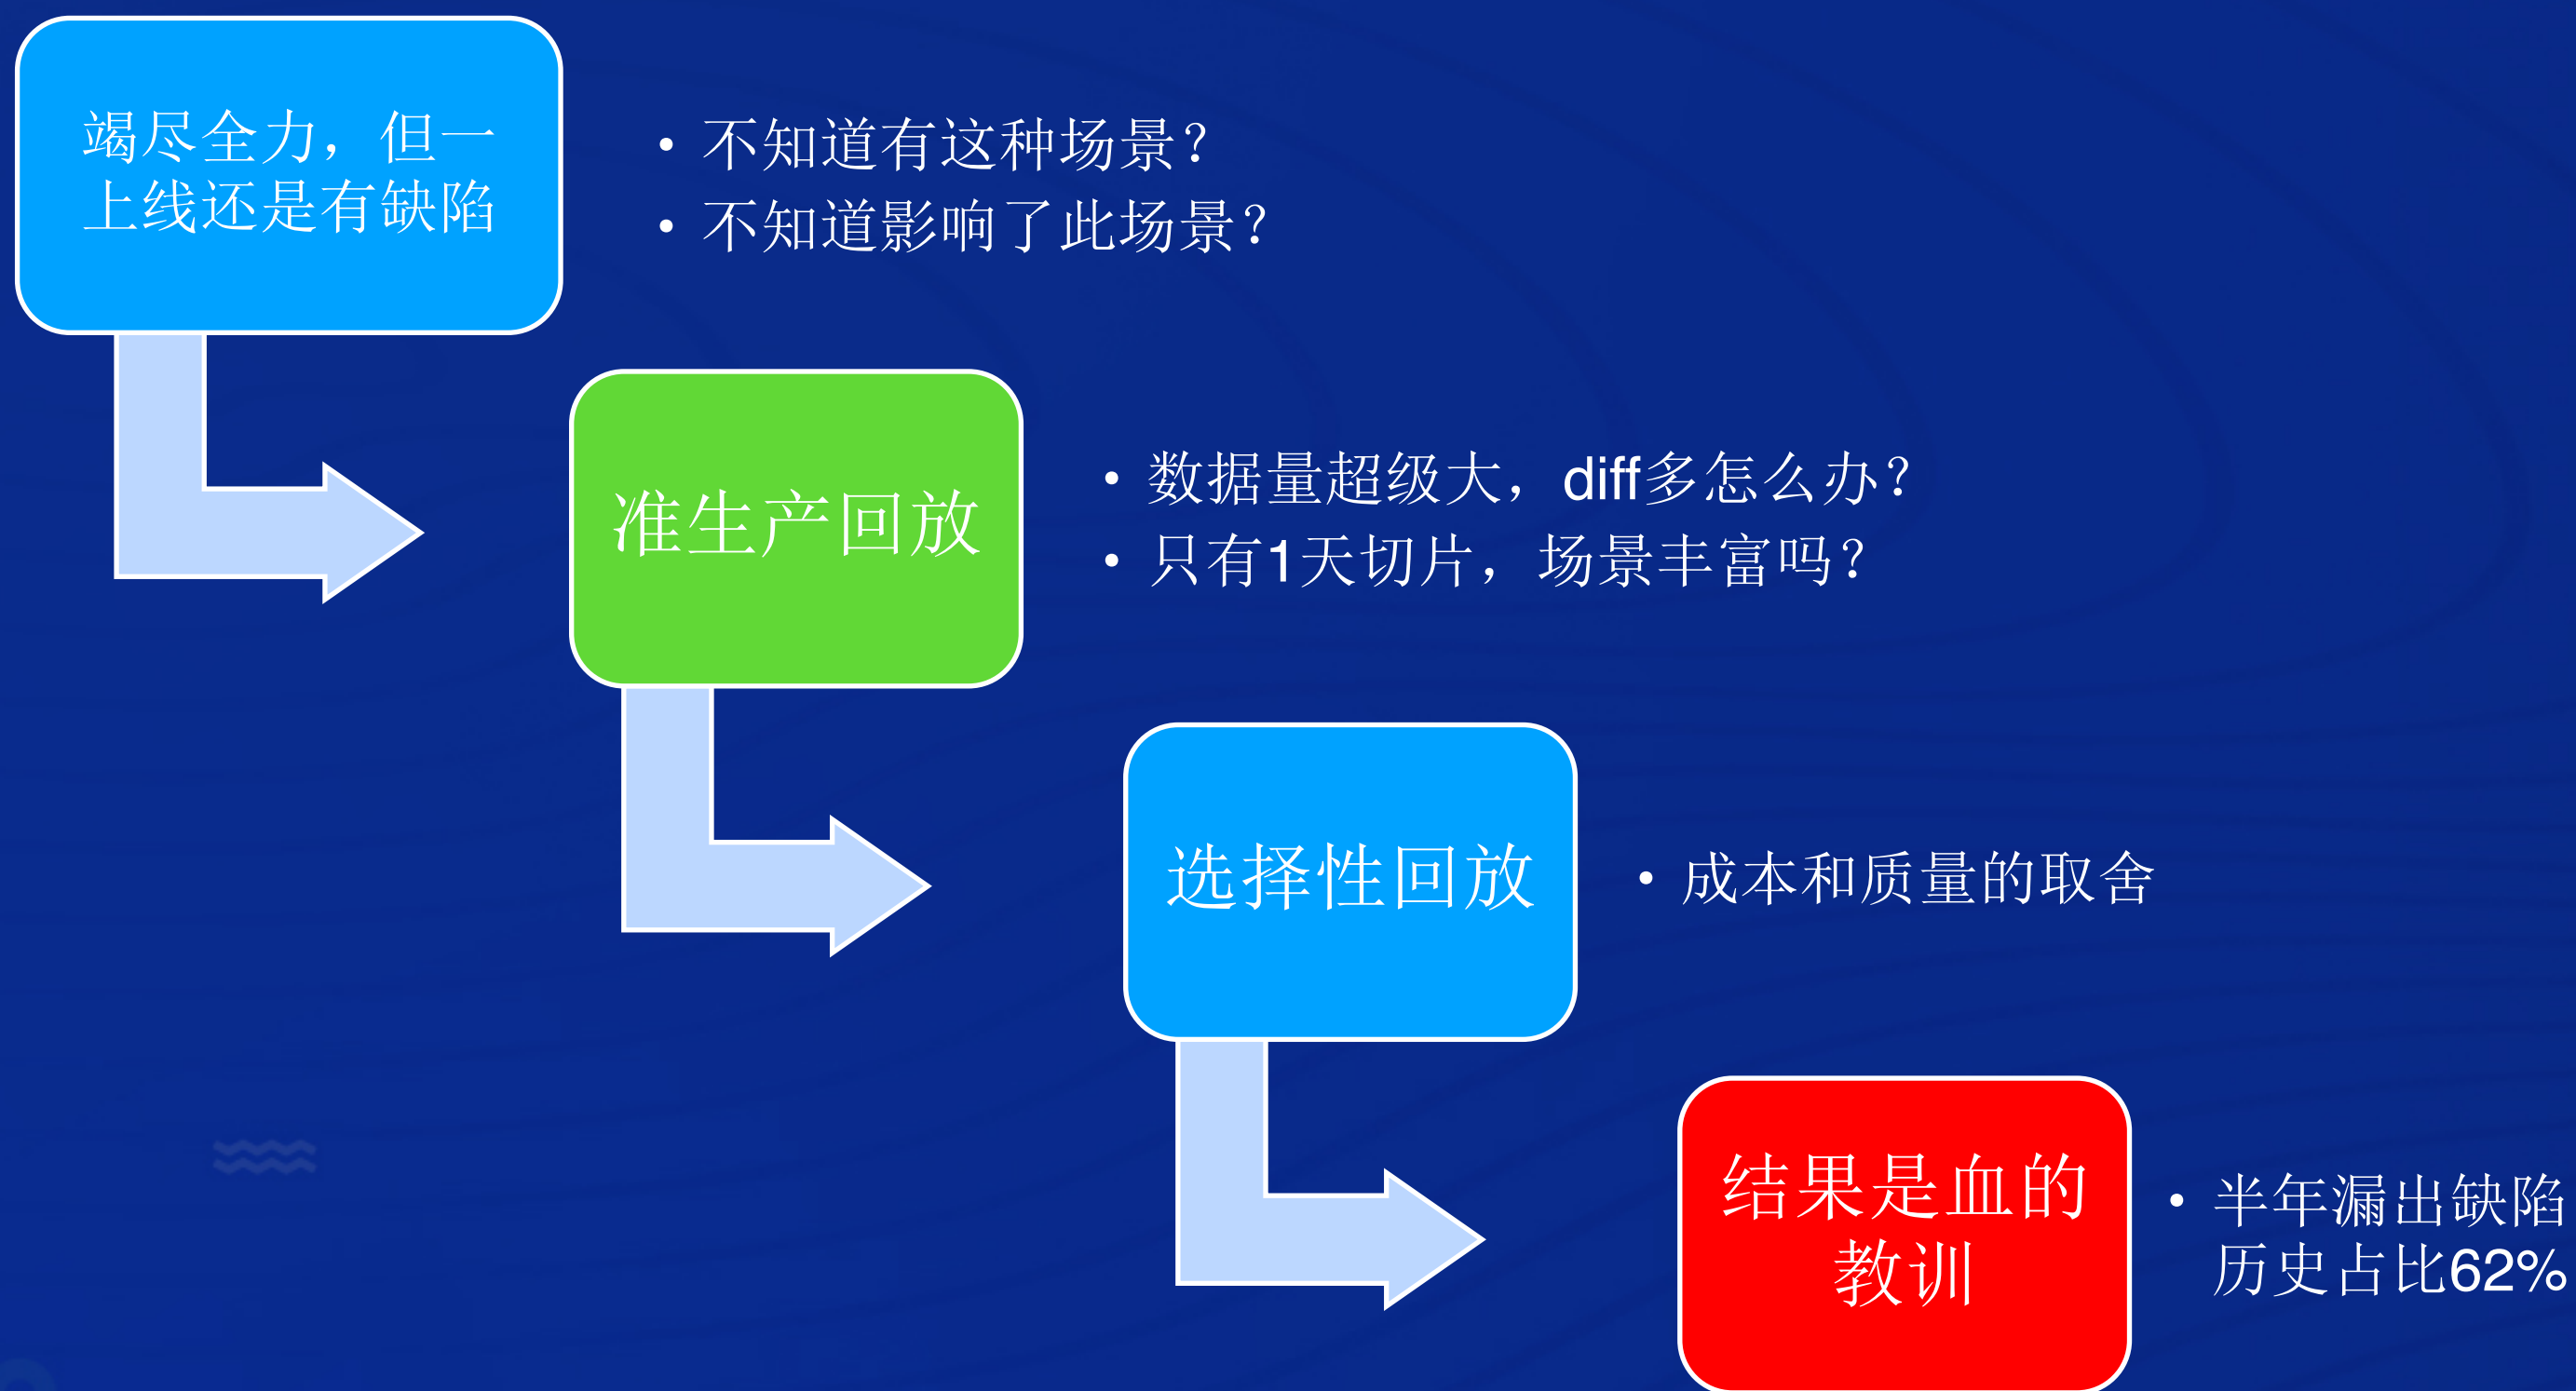 竭尽全力，但一
上线还是有缺陷
• 不知道有这种场景？
• 不知道影响了此场景？
准生产回放
• 数据量超级大，diff多怎么办？
• 只有1天切片，场景丰富吗？
选择性回放
• 成本和质量的取舍
结果是血的
教训
• 半年漏出缺陷
历史占比62%